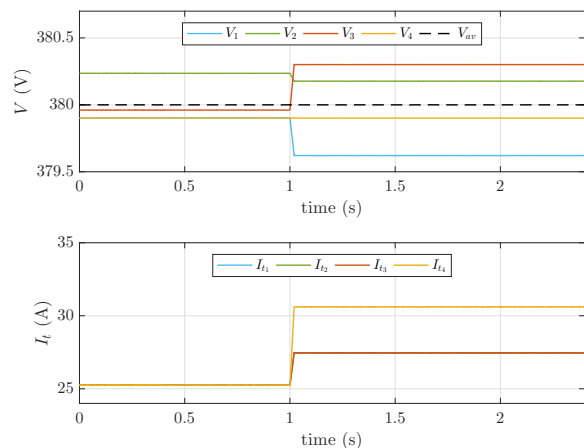 380.5
V₁ V₂ V₃ V₄ Vₐᵥ
V (V)
380
379.5
0 0.5 1 1.5 2
time (s)
35
Iₜ₁ Iₜ₂ Iₜ₃ Iₜ₄
Iₜ (A)
30
25
0 0.5 1 1.5 2
time (s)